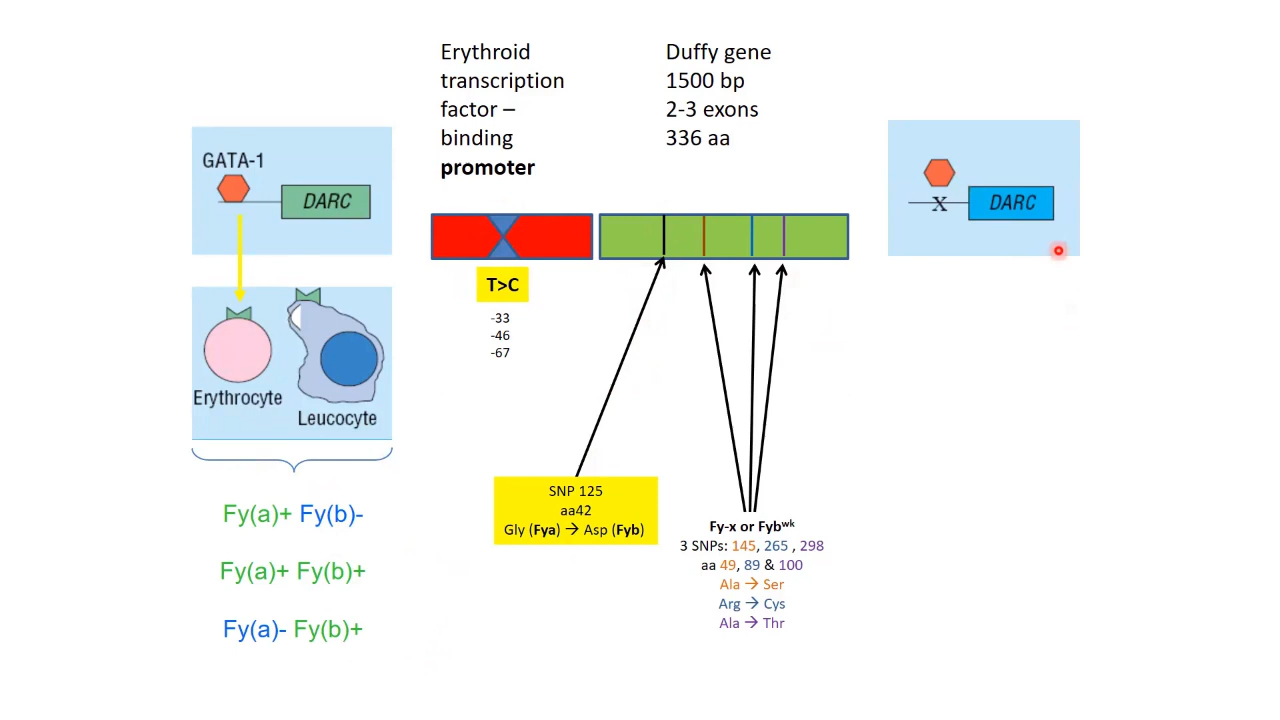 Erythroid
transcription
factor –
binding
promoter
Duffy gene
1500 bp
2-3 exons
336 aa
GATA-1
DARC
Erythrocyte
Leucocyte
Fy(a)+ Fy(b)-
Fy(a)+ Fy(b)+
Fy(a)- Fy(b)+
T>C
-33
-46
-67
SNP 125
aa42
Gly (Fya) → Asp (Fyb)
Fy-x or Fybwk
3 SNPs: 145, 265 , 298
aa 49, 89 & 100
Ala → Ser
Arg → Cys
Ala → Thr
X
DARC